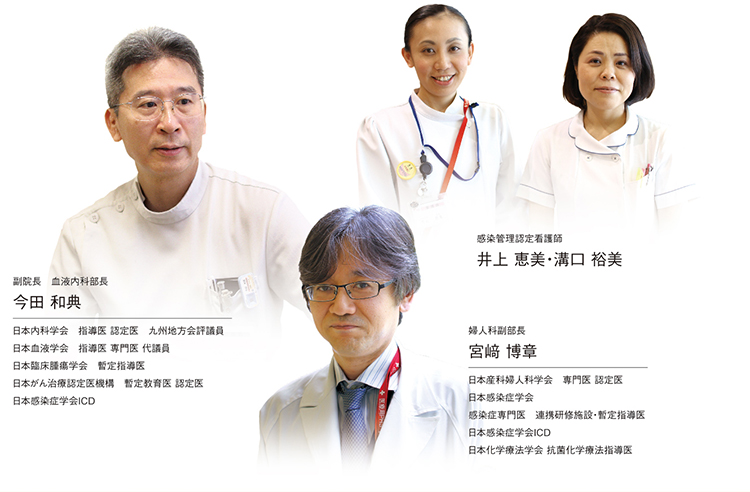 感染管理認定看護師
井上 恵美・溝口 裕美
副院長　血液内科部長
今田 和典
日本内科学会　指導医 認定医　九州地方会評議員
日本血液学会　指導医 専門医 代議員
日本臨床腫瘍学会　暫定指導医
日本がん治療認定医機構　暫定教育医 認定医
日本感染症学会ICD
婦人科副部長
宮﨑 博章
日本産科婦人科学会　専門医 認定医
日本感染症学会
感染症専門医　連携研修施設・暫定指導医
日本感染症学会ICD
日本化学療法学会 抗菌化学療法指導医